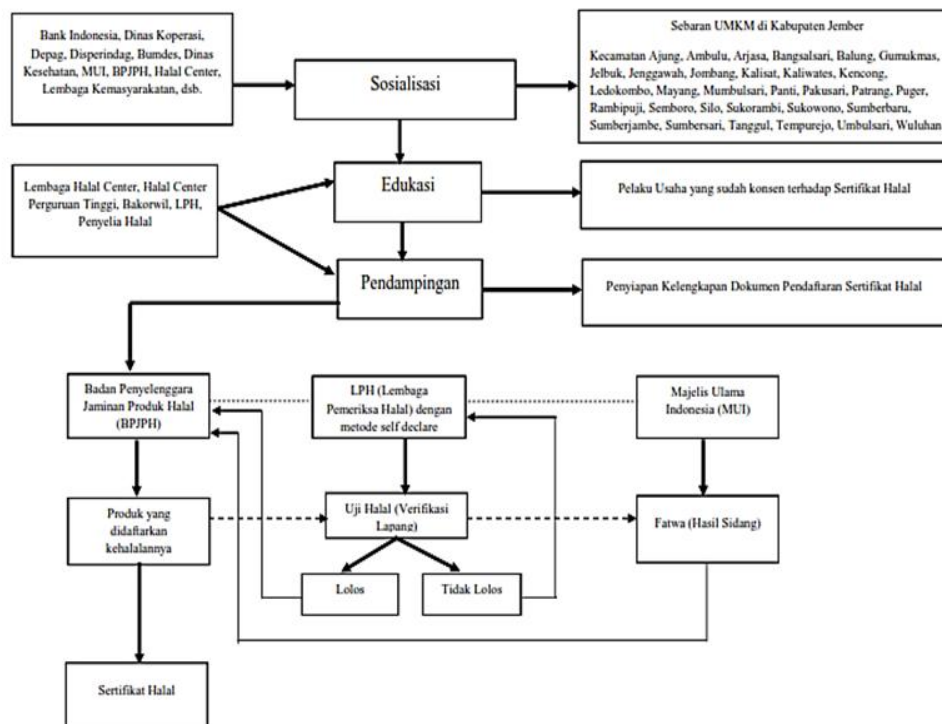 Bank Indonesia, Dinas Koperasi,
Depag, Disperindag, Bumdes, Dinas
Kesehatan, MUI, BPJPH, Halal Center,
Lembaga Kemasyarakatan, dsb.
Sosialisasi
Sebaran UMKM di Kabupaten Jember
Kecamatan Ajung, Ambulu, Arjasa, Bangsalsari, Balung, Gumukmas,
Jelbuk, Jenggawah, Jombang, Kalisat, Kaliwates, Kencong,
Ledokombo, Mayang, Mumbulsari, Panti, Pakusari, Patrang, Puger,
Rambipuji, Semboro, Silo, Sukorambi, Sukowono, Sumberbaru,
Sumberjambe, Sumbersari, Tanggul, Tempurejo, Umbulsari, Wuluhan
Lembaga Halal Center, Halal Center
Perguruan Tinggi, Bakorwil, LPH,
Penyelia Halal
Edukasi
Pelaku Usaha yang sudah konsen terhadap Sertifikat Halal
Pendampingan
Penyiapan Kelengkapan Dokumen Pendaftaran Sertifikat Halal
Badan Penyelenggara
Jaminan Produk Halal
(BPJPH)
LPH (Lembaga
Pemeriksa Halal) dengan
metode self declare
Majelis Ulama
Indonesia (MUI)
Produk yang
didaftarkan
kehalalannya
Uji Halal (Verifikasi
Lapang)
Fatwa (Hasil Sidang)
Lolos
Tidak Lolos
Sertifikat Halal